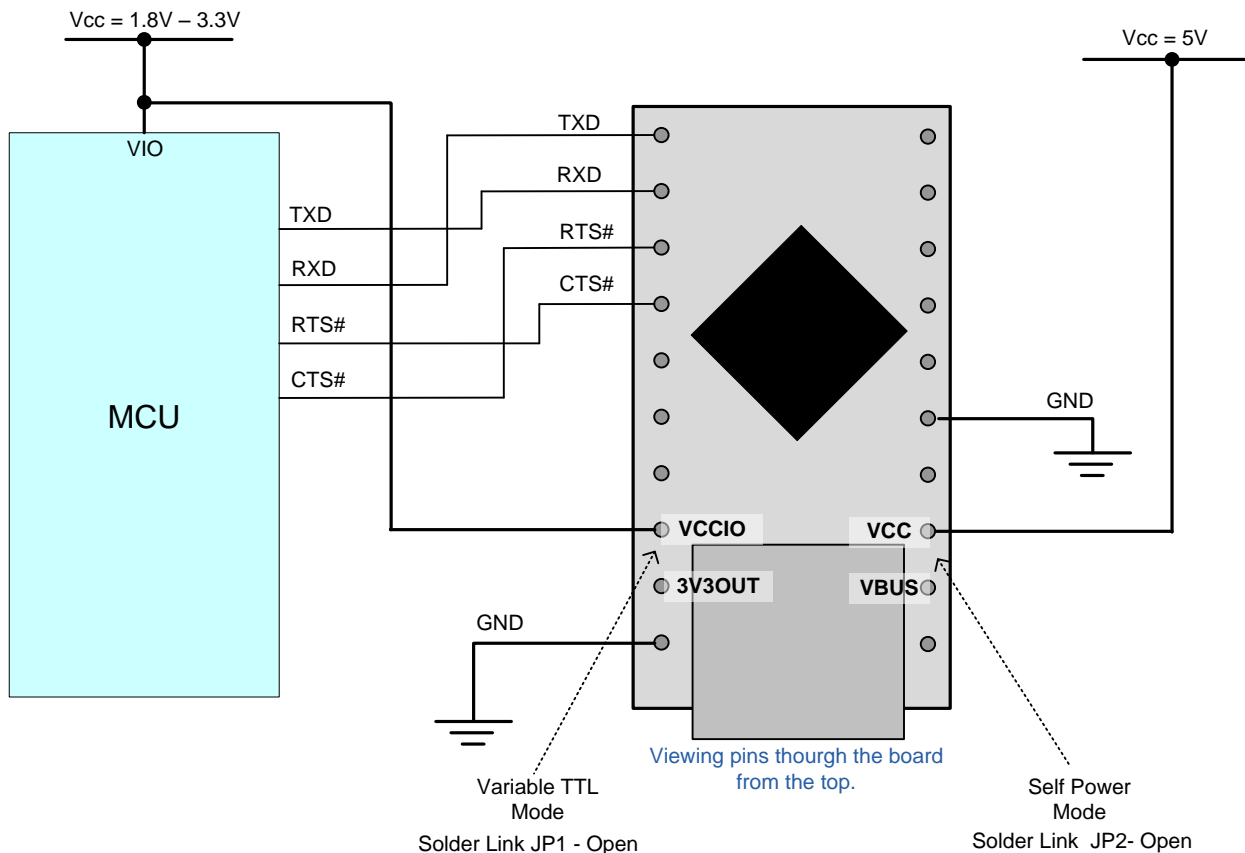 Vcc = 1.8V – 3.3V
Vcc = 5V
VIO
TXD
RXD
RTS#
CTS#
MCU
TXD
RXD
RTS#
CTS#
GND
VCCIO
VCC
3V3OUT
VBUS
GND
Viewing pins thourgh the board
from the top.
Variable TTL
Mode
Solder Link JP1 - Open
Self Power
Mode
Solder Link JP2- Open